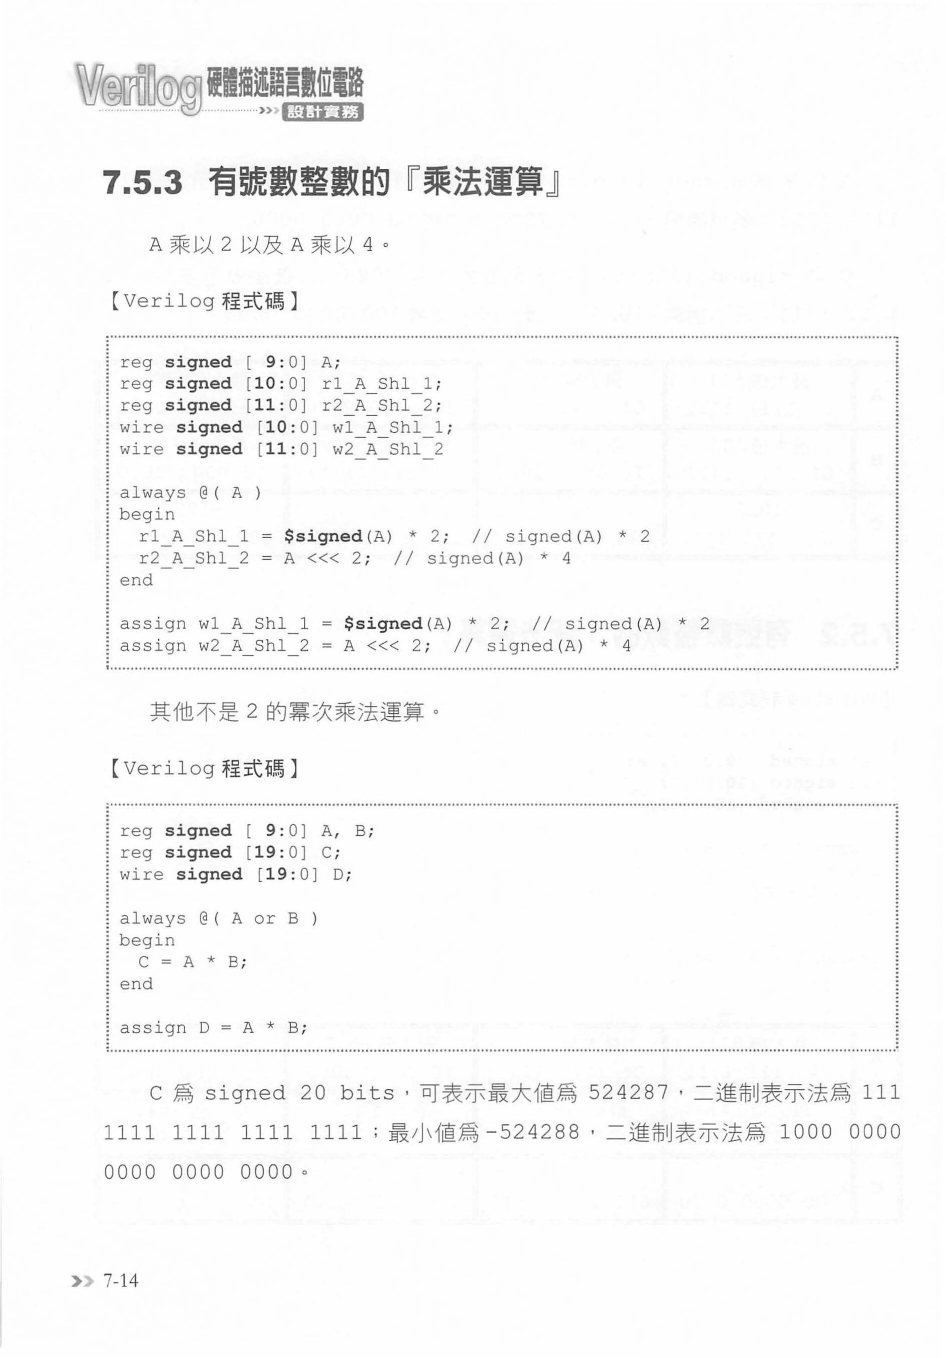 Verilog 硬體描述語言數位電路
設計實務
7.5.3 有號數整數的『乘法運算』
A 乘以 2 以及 A 乘以 4。
【Verilog 程式碼】
reg signed [ 9:0] A;
reg signed [10:0] r1_A_Shl_1;
reg signed [11:0] r2_A_Shl_2;
wire signed [10:0] w1_A_Shl_1;
wire signed [11:0] w2_A_Shl_2
always @( A )
begin
r1_A_Shl_1 = $signed(A) * 2; // signed(A) * 2
r2_A_Shl_2 = A <<< 2; // signed(A) * 4
end
assign w1_A_Shl_1 = $signed(A) * 2; // signed(A) * 2
assign w2_A_Shl_2 = A <<< 2; // signed(A) * 4
其他不是 2 的冪次乘法運算。
【Verilog 程式碼】
reg signed [ 9:0] A, B;
reg signed [19:0] C;
wire signed [19:0] D;
always @( A or B )
begin
C = A * B;
end
assign D = A * B;
C 為 signed 20 bits，可表示最大值為 524287，二進制表示法為 111
1111 1111 1111 1111；最小值為-524288，二進制表示法為 1000 0000
0000 0000 0000。
7-14